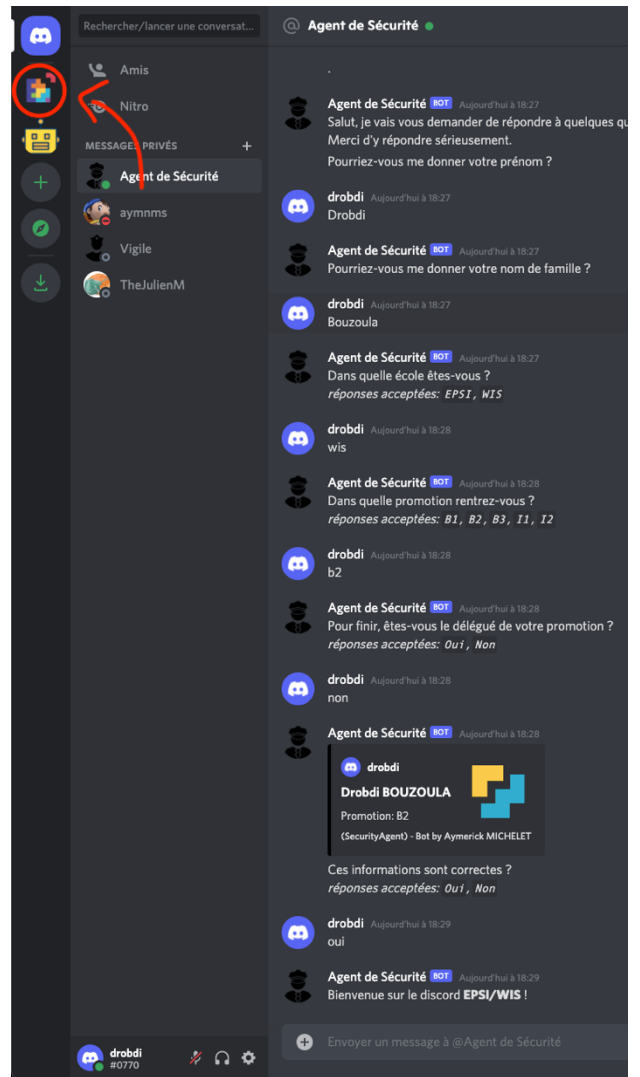 Rechercher/lancer une conversat...
Amis
Nitro
MESSAGES PRIVÉS +
Agent de Sécurité
aymnms
Vigile
TheJulienM
drobdi
#0770
@ Agent de Sécurité
.
Agent de Sécurité BOT Aujourd'hui à 18:27
Salut, je vais vous demander de répondre à quelques qu
Merci d'y répondre sérieusement.
Pourriez-vous me donner votre prénom ?
drobdi Aujourd'hui à 18:27
Drobdi
Agent de Sécurité BOT Aujourd'hui à 18:27
Pourriez-vous me donner votre nom de famille ?
drobdi Aujourd'hui à 18:27
Bouzoula
Agent de Sécurité BOT Aujourd'hui à 18:27
Dans quelle école êtes-vous ?
réponses acceptées: EPSI, WIS
drobdi Aujourd'hui à 18:28
wis
Agent de Sécurité BOT Aujourd'hui à 18:28
Dans quelle promotion rentrez-vous ?
réponses acceptées: B1, B2, B3, I1, I2
drobdi Aujourd'hui à 18:28
b2
Agent de Sécurité BOT Aujourd'hui à 18:28
Pour finir, êtes-vous le délégué de votre promotion ?
réponses acceptées: Oui, Non
drobdi Aujourd'hui à 18:28
non
Agent de Sécurité BOT Aujourd'hui à 18:28
drobdi
Drobdi BOUZOULA
Promotion: B2
(SecurityAgent) - Bot by Aymerick MICHELET
Ces informations sont correctes ?
réponses acceptées: Oui, Non
drobdi Aujourd'hui à 18:29
oui
Agent de Sécurité BOT Aujourd'hui à 18:29
Bienvenue sur le discord EPSI/WIS !
Envoyer un message à @Agent de Sécurité